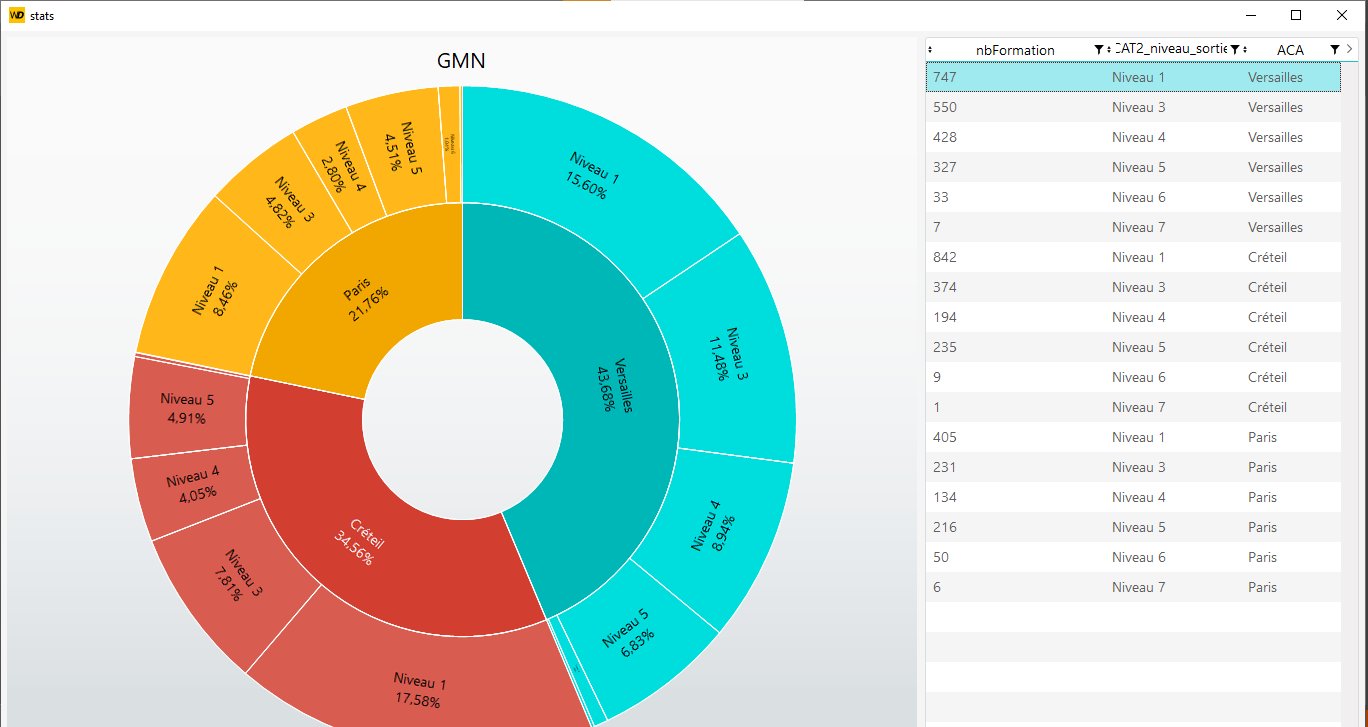 WD stats
GMN
Niveau 1
15,60%
Niveau 3
11,48%
Niveau 4
8,94%
Niveau 5
6,83%
Versailles
43,68%
Niveau 1
17,58%
Niveau 3
7,81%
Niveau 4
4,05%
Niveau 5
4,91%
Créteil
34,56%
Niveau 1
8,46%
Niveau 3
4,82%
Niveau 4
2,80%
Niveau 5
4,51%
Paris
21,76%
nbFormation CAT2_niveau_sortie ACA
747 Niveau 1 Versailles
550 Niveau 3 Versailles
428 Niveau 4 Versailles
327 Niveau 5 Versailles
33 Niveau 6 Versailles
7 Niveau 7 Versailles
842 Niveau 1 Créteil
374 Niveau 3 Créteil
194 Niveau 4 Créteil
235 Niveau 5 Créteil
9 Niveau 6 Créteil
1 Niveau 7 Créteil
405 Niveau 1 Paris
231 Niveau 3 Paris
134 Niveau 4 Paris
216 Niveau 5 Paris
50 Niveau 6 Paris
6 Niveau 7 Paris